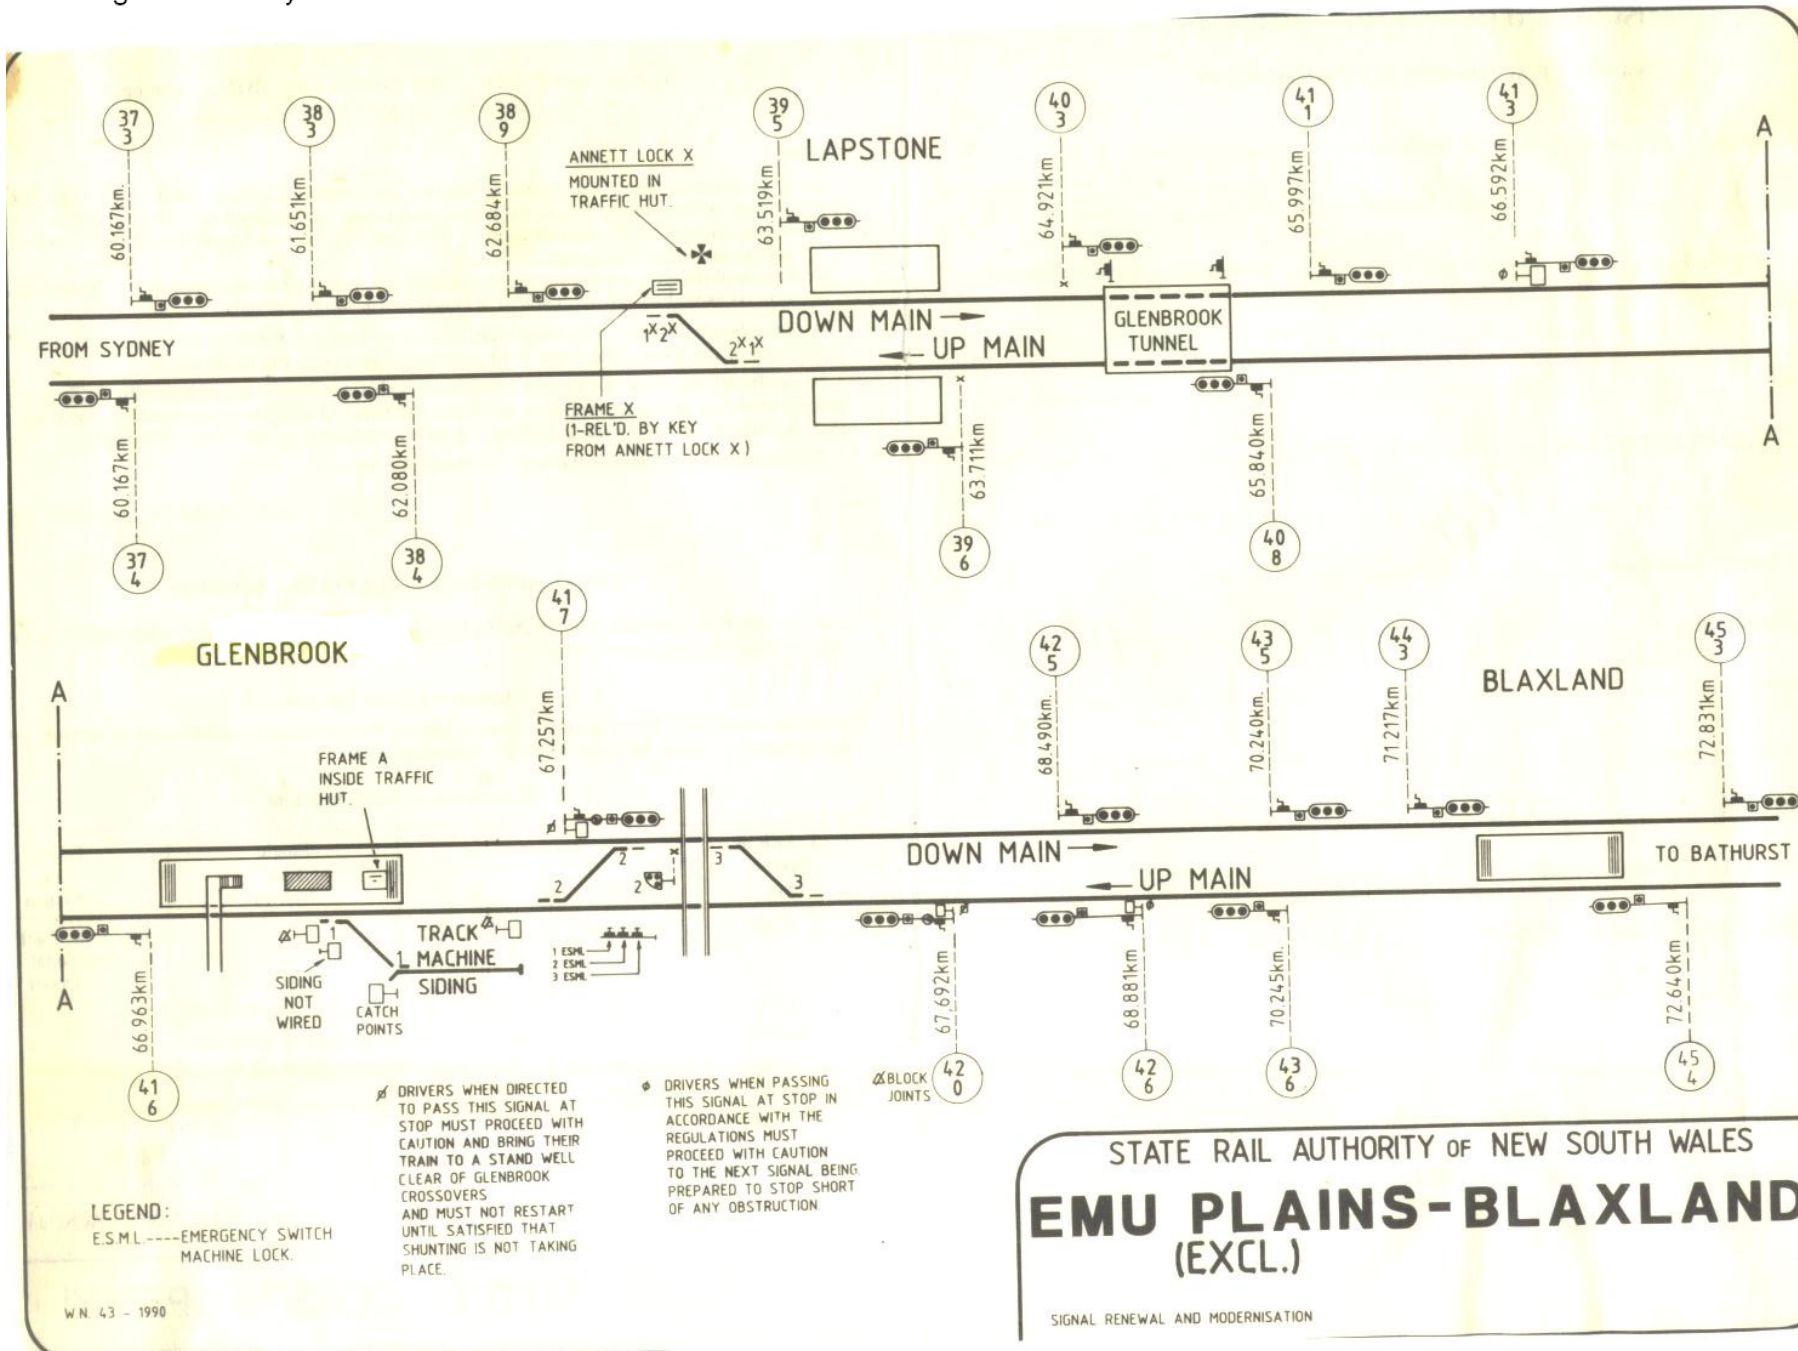 37
3
38
3
38
9
39
5
40
3
41
1
41
3
60.167km.
61.651km
62.684km
63.519km
64.921km
65.997km
66.592km
A
LAPSTONE
ANNETT LOCK X
MOUNTED IN
TRAFFIC HUT.
1X2X
2X1X
DOWN MAIN
UP MAIN
GLENBROOK
TUNNEL
FROM SYDNEY
FRAME X
(1-REL'D. BY KEY
FROM ANNETT LOCK X)
A
60.167km
62.080km
63.711km
65.840km
37
4
38
4
39
6
40
8
41
7
42
5
43
5
44
3
45
3
GLENBROOK
BLAXLAND
A
67.257km
68.490km.
70.240km.
71.217km
72.831km
FRAME A
INSIDE TRAFFIC
HUT.
2
2
2
3
3
DOWN MAIN
UP MAIN
TO BATHURST
1
1
TRACK
MACHINE
SIDING
SIDING
NOT
WIRED
CATCH
POINTS
1 ESML
2 ESML
3 ESML
A
66.963km
67,692km
68.881km
70.245km.
72.640km
41
6
42
0
42
6
43
6
45
4
DRIVERS WHEN DIRECTED
TO PASS THIS SIGNAL AT
STOP MUST PROCEED WITH
CAUTION AND BRING THEIR
TRAIN TO A STAND WELL
CLEAR OF GLENBROOK
CROSSOVERS
AND MUST NOT RESTART
UNTIL SATISFIED THAT
SHUNTING IS NOT TAKING
PLACE.
DRIVERS WHEN PASSING
THIS SIGNAL AT STOP IN
ACCORDANCE WITH THE
REGULATIONS MUST
PROCEED WITH CAUTION
TO THE NEXT SIGNAL BEING
PREPARED TO STOP SHORT
OF ANY OBSTRUCTION
BLOCK
JOINTS
LEGEND:
E.S.M.L.----EMERGENCY SWITCH
MACHINE LOCK.
W.N. 43 - 1990
STATE RAIL AUTHORITY OF NEW SOUTH WALES
EMU PLAINS-BLAXLAND
(EXCL.)
SIGNAL RENEWAL AND MODERNISATION